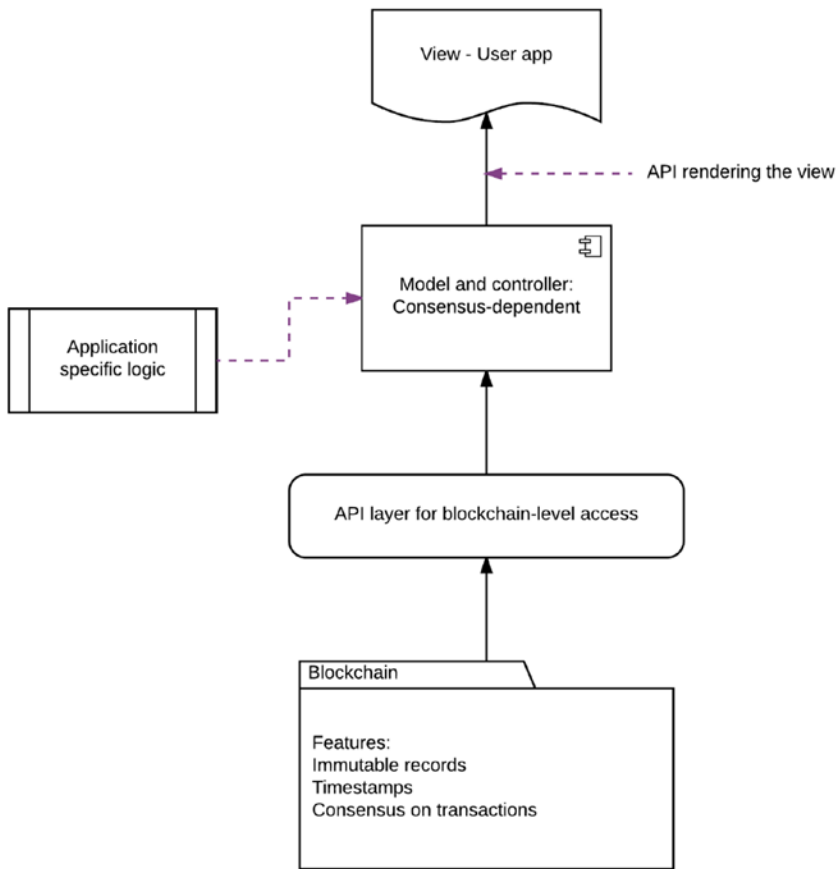 View - User app
API rendering the view
Model and controller:
Consensus-dependent
Application
specific logic
API layer for blockchain-level access
Blockchain
Features:
Immutable records
Timestamps
Consensus on transactions